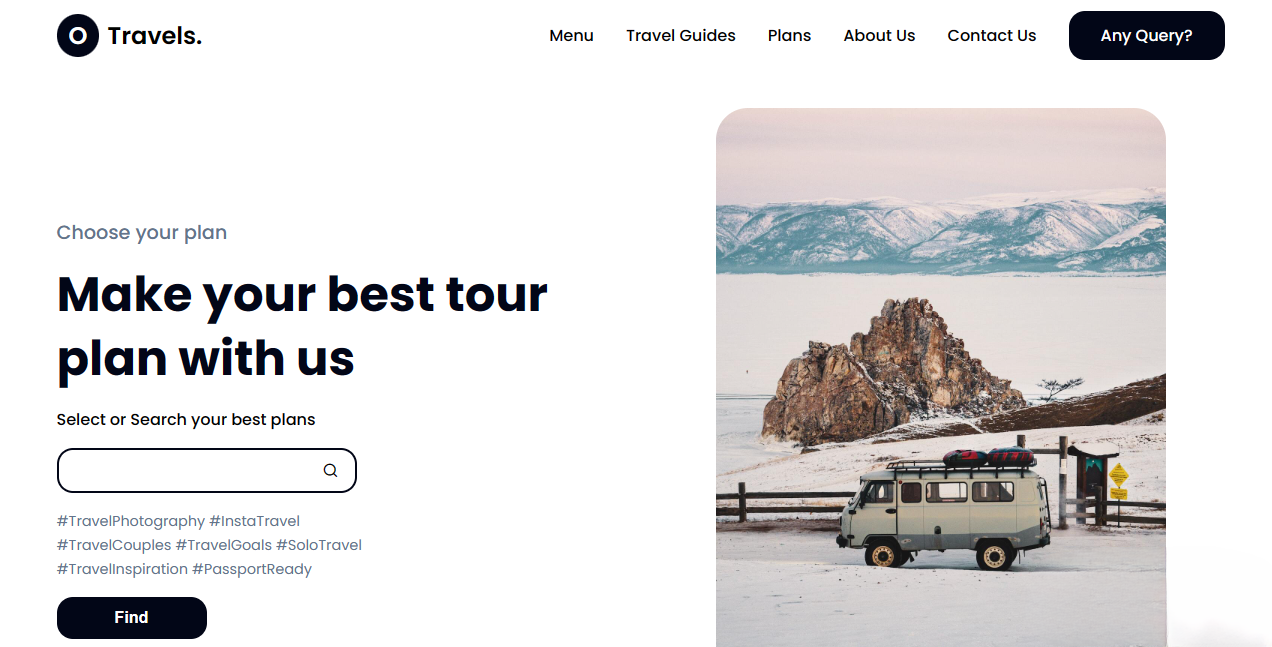 O Travels.
Menu Travel Guides Plans About Us Contact Us Any Query?
Choose your plan
Make your best tour
plan with us
Select or Search your best plans
#TravelPhotography #InstaTravel
#TravelCouples #TravelGoals #SoloTravel
#TravelInspiration #PassportReady
Find